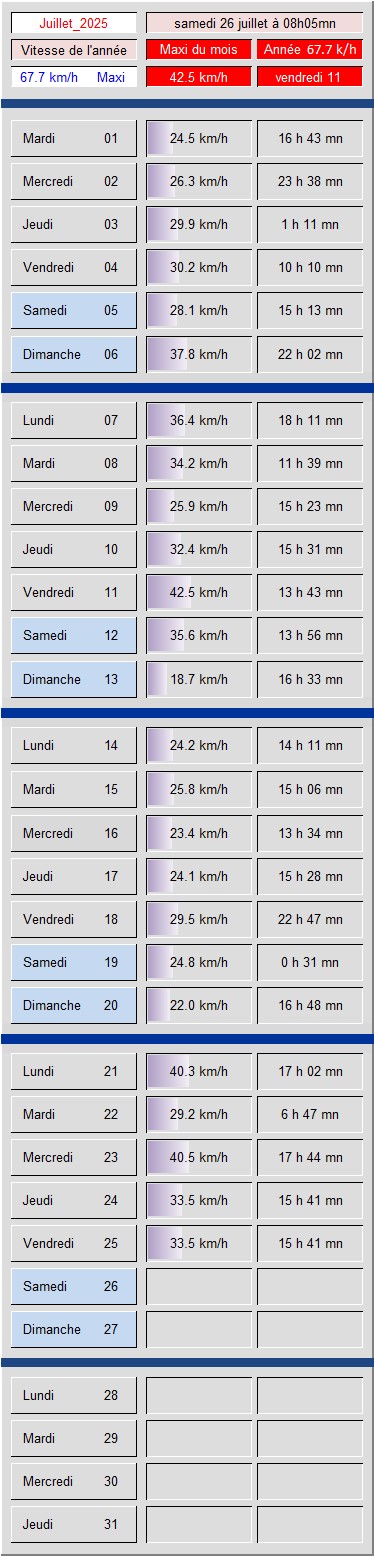 Juillet_2025 samedi 26 juillet à 08h05mn
Vitesse de l'année Maxi du mois Année 67.7 k/h
67.7 km/h Maxi 42.5 km/h vendredi 11
Mardi 01 24.5 km/h 16 h 43 mn
Mercredi 02 26.3 km/h 23 h 38 mn
Jeudi 03 29.9 km/h 1 h 11 mn
Vendredi 04 30.2 km/h 10 h 10 mn
Samedi 05 28.1 km/h 15 h 13 mn
Dimanche 06 37.8 km/h 22 h 02 mn
Lundi 07 36.4 km/h 18 h 11 mn
Mardi 08 34.2 km/h 11 h 39 mn
Mercredi 09 25.9 km/h 15 h 23 mn
Jeudi 10 32.4 km/h 15 h 31 mn
Vendredi 11 42.5 km/h 13 h 43 mn
Samedi 12 35.6 km/h 13 h 56 mn
Dimanche 13 18.7 km/h 16 h 33 mn
Lundi 14 24.2 km/h 14 h 11 mn
Mardi 15 25.8 km/h 15 h 06 mn
Mercredi 16 23.4 km/h 13 h 34 mn
Jeudi 17 24.1 km/h 15 h 28 mn
Vendredi 18 29.5 km/h 22 h 47 mn
Samedi 19 24.8 km/h 0 h 31 mn
Dimanche 20 22.0 km/h 16 h 48 mn
Lundi 21 40.3 km/h 17 h 02 mn
Mardi 22 29.2 km/h 6 h 47 mn
Mercredi 23 40.5 km/h 17 h 44 mn
Jeudi 24 33.5 km/h 15 h 41 mn
Vendredi 25 33.5 km/h 15 h 41 mn
Samedi 26
Dimanche 27
Lundi 28
Mardi 29
Mercredi 30
Jeudi 31